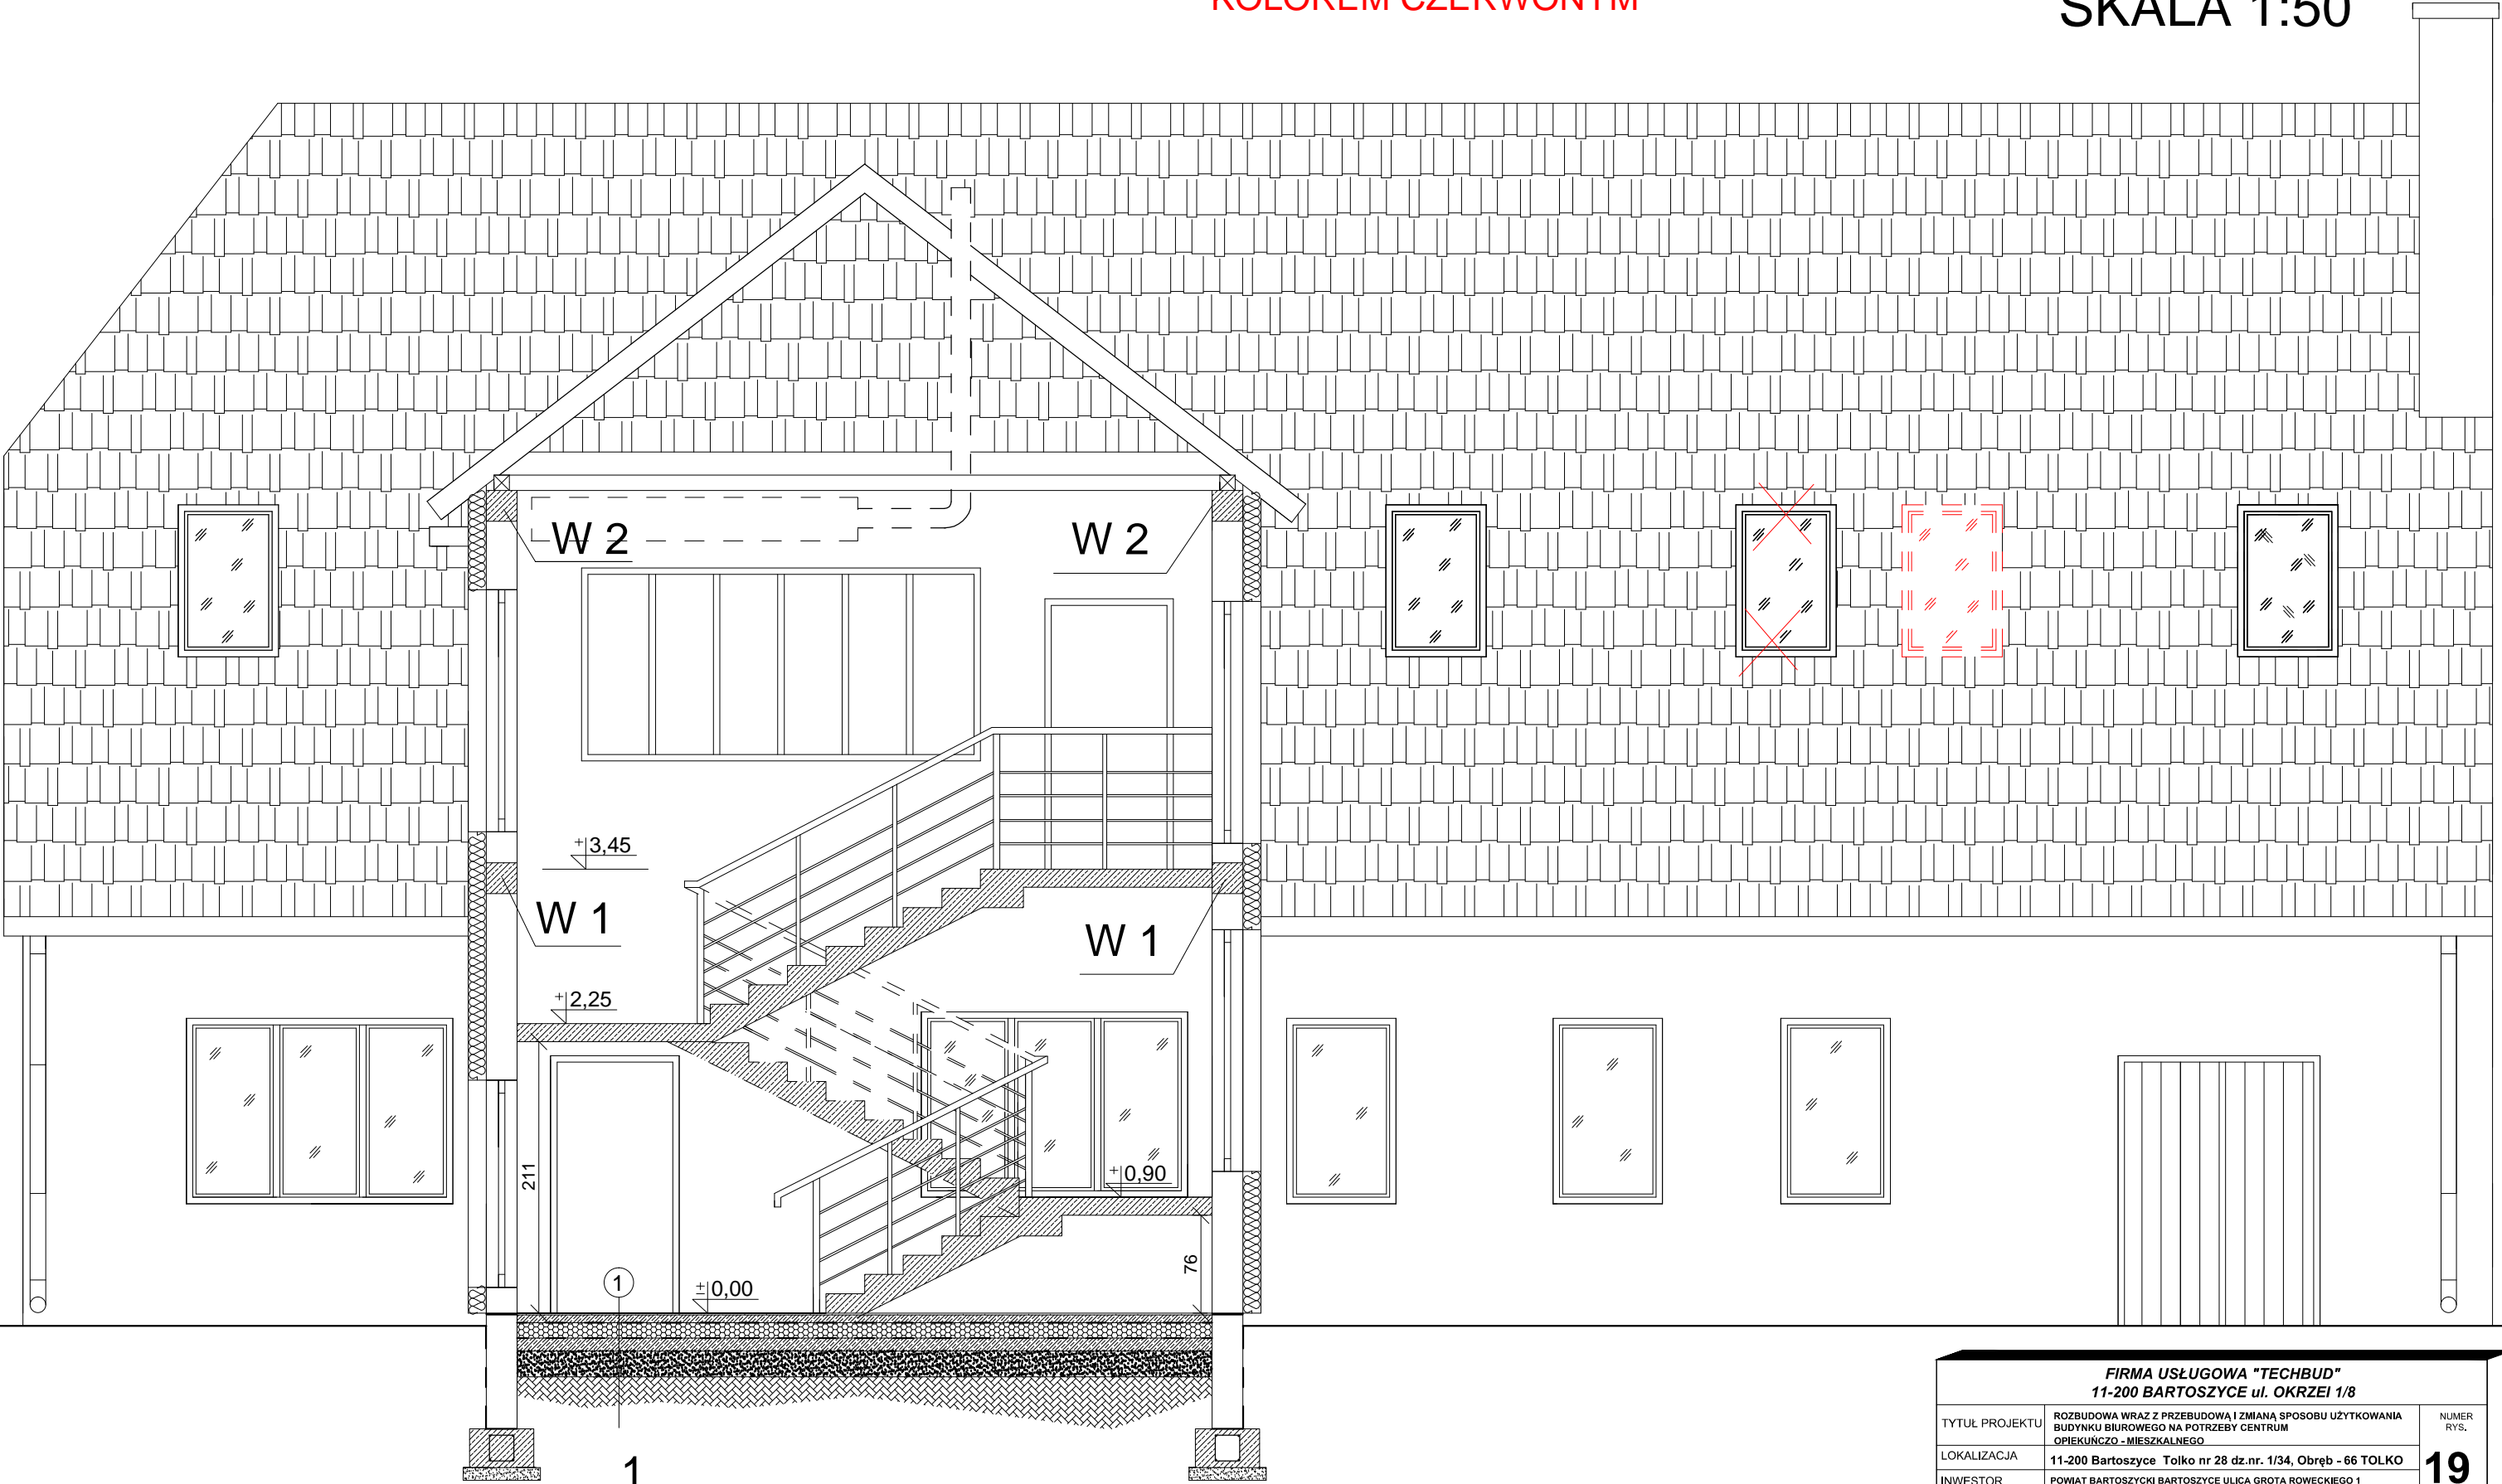 KOLOREM CZERWONYM
SKALA 1:50
W 2
W 2
+3,45
W 1
W 1
+2,25
211
+0,90
76
1
±0,00
1
FIRMA USŁUGOWA "TECHBUD"
11-200 BARTOSZYCE ul. OKRZEI 1/8
TYTUŁ PROJEKTU
ROZBUDOWA WRAZ Z PRZEBUDOWĄ I ZMIANĄ SPOSOBU UŻYTKOWANIA
BUDYNKU BIUROWEGO NA POTRZEBY CENTRUM
OPIEKUŃCZO - MIESZKALNEGO
NUMER
RYS.
19
LOKALIZACJA
11-200 Bartoszyce Tolko nr 28 dz.nr. 1/34, Obręb - 66 TOLKO
INWESTOR
POWIAT BARTOSZYCKI BARTOSZYCE ULICA GROTA ROWECKIEGO 1